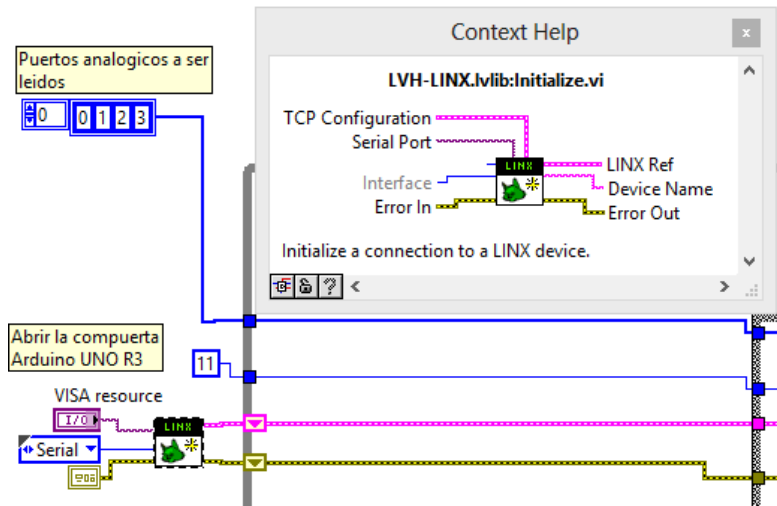 Context Help
x
Puertos analogicos a ser
leidos
0 0 1 2 3
LVH-LINX.lvlib:Initialize.vi
TCP Configuration
Serial Port
LINX
LINX Ref
Interface
Device Name
Error In
Error Out
Initialize a connection to a LINX device.
?
Abrir la compuerta
Arduino UNO R3
11
VISA resource
I/O
LINX
Serial